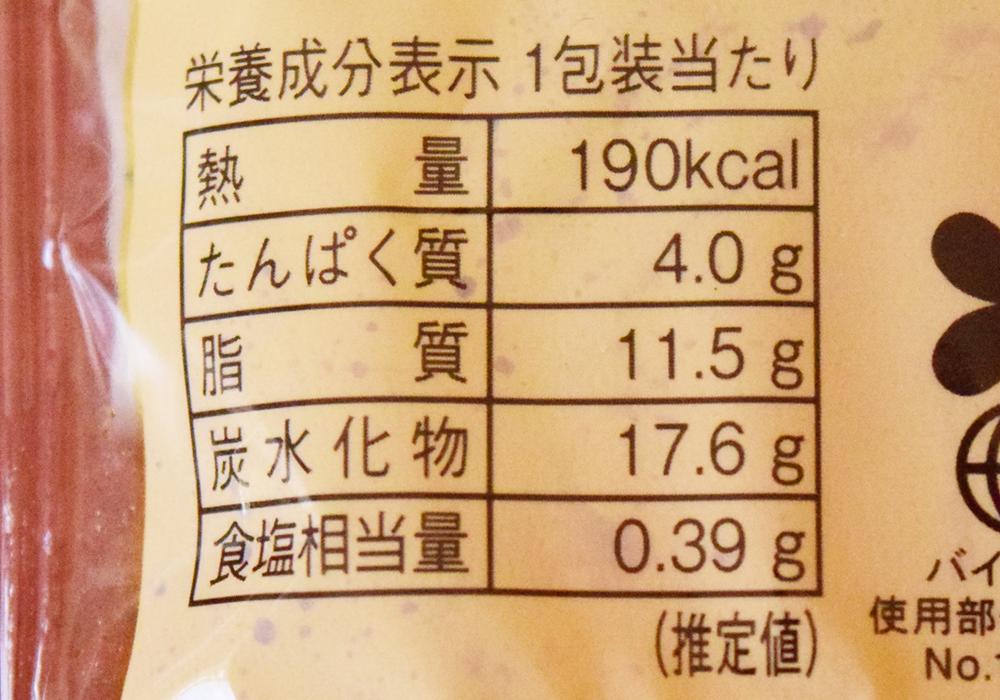 栄養成分表示 1包装当たり
熱量 190kcal
たんぱく質 4.0 g
脂質 11.5 g
炭水化物 17.6 g
食塩相当量 0.39 g
(推定値)
バイ
使用部
No.